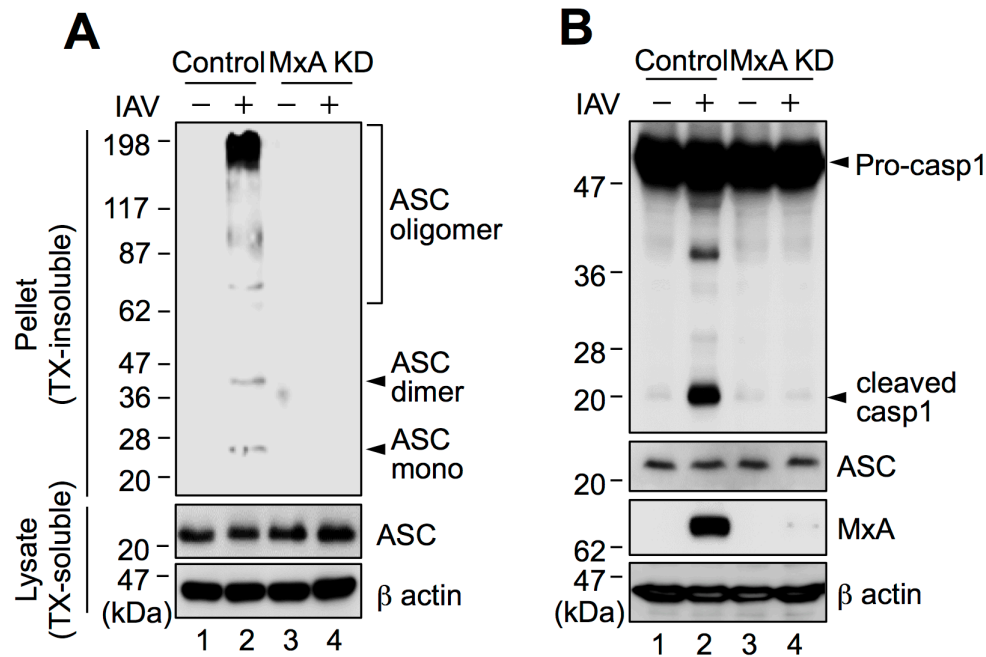 A
Control MxA KD
IAV − + − +
198
117
87
62
47
36
28
20
ASC
oligomer
ASC
dimer
ASC
mono
Pellet
(TX-insoluble)
ASC
20
47
β actin
(kDa)
Lysate
(TX-soluble)
1 2 3 4
B
Control MxA KD
IAV − + − +
Pro-casp1
47
36
28
20
cleaved
casp1
ASC
20
MxA
62
47
β actin
(kDa)
1 2 3 4